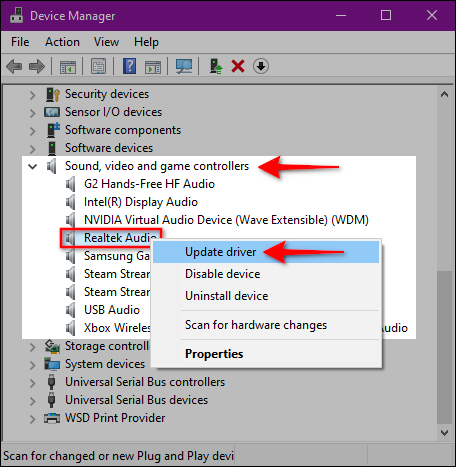 Device Manager
File Action View Help
Security devices
Sensor I/O devices
Software components
Software devices
Sound, video and game controllers
G2 Hands-Free HF Audio
Intel(R) Display Audio
NVIDIA Virtual Audio Device (Wave Extensible) (WDM)
Realtek Audio
Update driver
Samsung Ga
Disable device
Steam Stream
Steam Stream
Uninstall device
USB Audio
Scan for hardware changes
Xbox Wireles
Audio
Storage controll
Properties
System devices
Universal Serial Bus controllers
Universal Serial Bus devices
WSD Print Provider
Scan for changed or new Plug and Play devi